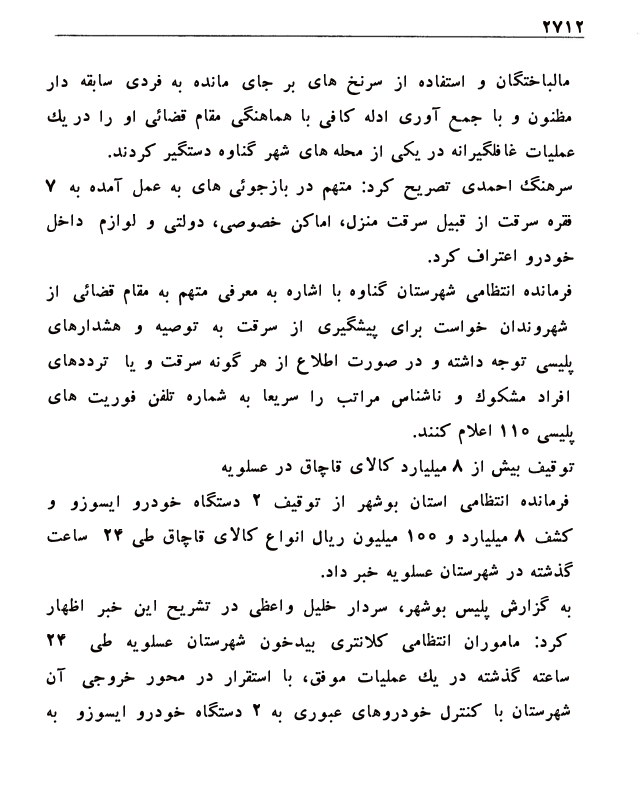 ۲۷۱۲
مالباختگان و استفاده از سرنخ های بر جای مانده به فردی سابقه دار
مظنون و با جمع آوری ادله کافی با هماهنگی مقام قضائی او را در یك
عملیات غافلگیرانه در یکی از محله های شهر گناوه دستگیر کردند.
سرهنگ احمدی تصریح کرد: متهم در بازجوئی های به عمل آمده به ۷
فقره سرقت از قبیل سرقت منزل، اماکن خصوصی، دولتی و لوازم داخل
خودرو اعتراف کرد.
فرمانده انتظامی شهرستان گناوه با اشاره به معرفی متهم به مقام قضائی از
شهروندان خواست برای پیشگیری از سرقت به توصیه و هشدارهای
پلیسی توجه داشته و در صورت اطلاع از هر گونه سرقت و یا ترددهای
افراد مشکوك و ناشناس مراتب را سریعا به شماره تلفن فوریت های
پلیسی ۱۱۰ اعلام کنند.
توقیف بیش از ۸ میلیارد کالای قاچاق در عسلویه
فرمانده انتظامی استان بوشهر از توقیف ۲ دستگاه خودرو ایسوزو و
کشف ۸ میلیارد و ۱۰۰ میلیون ریال انواع کالای قاچاق طی ۲۴ ساعت
گذشته در شهرستان عسلویه خبر داد.
به گزارش پلیس بوشهر، سردار خلیل واعظی در تشریح این خبر اظهار
کرد: ماموران انتظامی کلانتری بیدخون شهرستان عسلویه طی ۲۴
ساعته گذشته در یك عملیات موفق، با استقرار در محور خروجی آن
شهرستان با کنترل خودروهای عبوری به ۲ دستگاه خودرو ایسوزو به